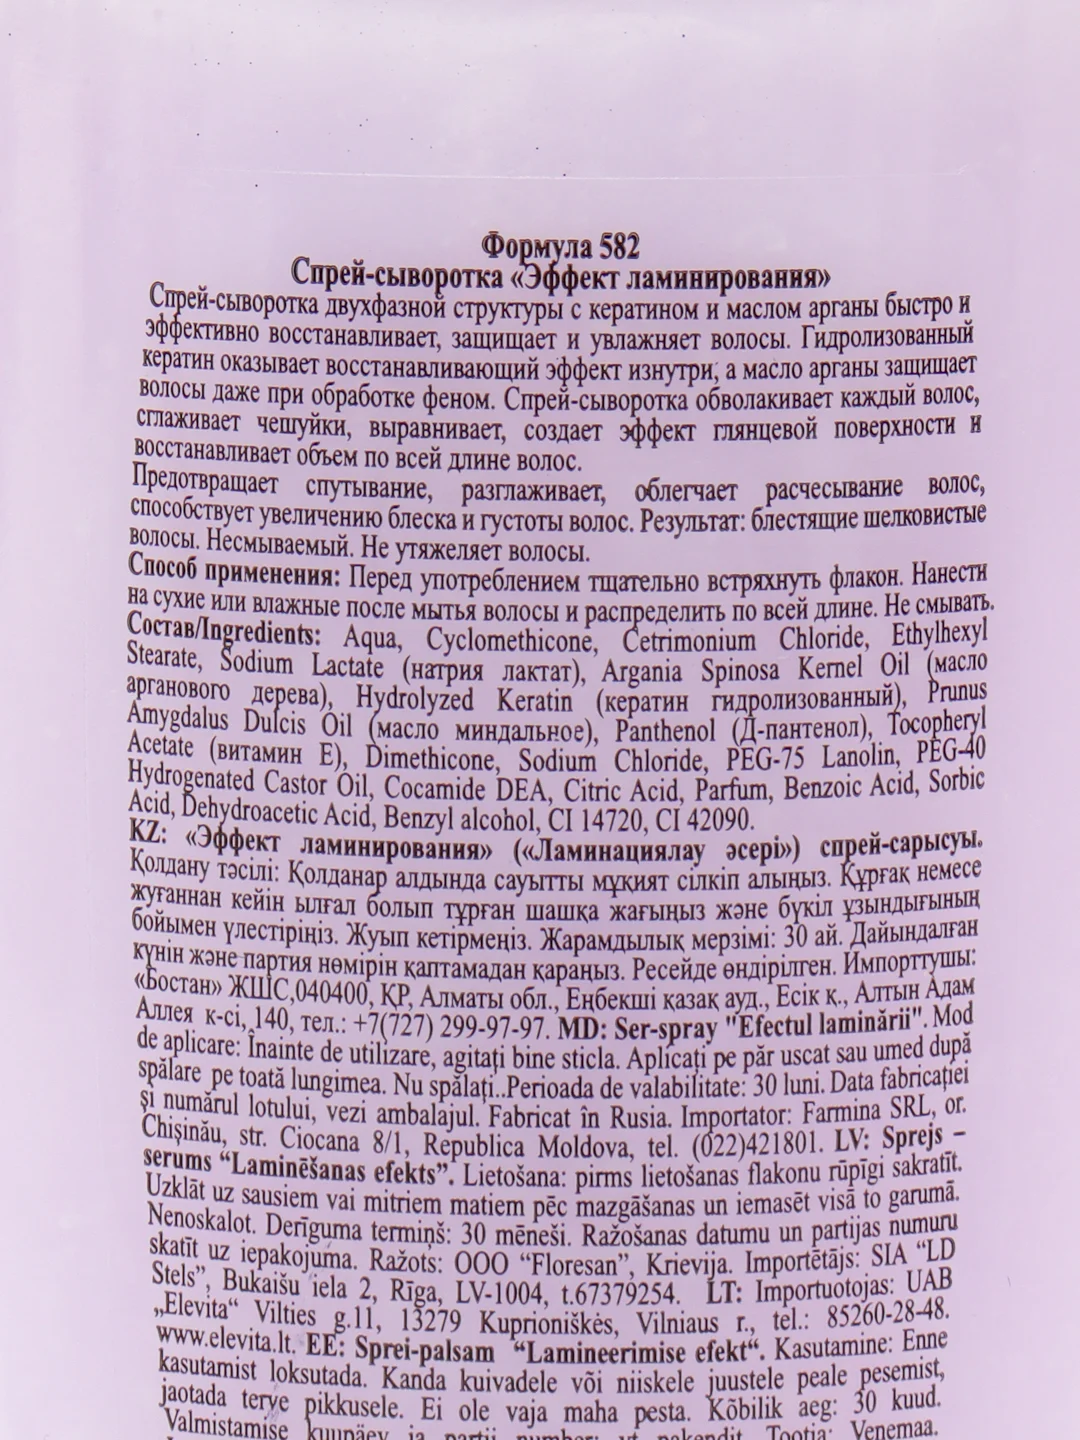 Формула 582
Спрей-сыворотка «Эффект ламинирования»
Спрей-сыворотка двухфазной структуры с кератином и маслом арганы быстро и
эффективно восстанавливает, защищает и увлажняет волосы. Гидролизованный
кератин оказывает восстанавливающий эффект изнутри, а масло арганы защищает
волосы даже при обработке феном. Спрей-сыворотка обволакивает каждый волос,
сглаживает чешуйки, выравнивает, создает эффект глянцевой поверхности и
восстанавливает объем по всей длине волос.
Предотвращает спутывание, разглаживает, облегчает расчесывание волос,
способствует увеличению блеска и густоты волос. Результат: блестящие шелковистые
волосы. Несмываемый. Не утяжеляет волосы.
Способ применения: Перед употреблением тщательно встряхнуть флакон. Нанести
на сухие или влажные после мытья волосы и распределить по всей длине. Не смывать.
Состав/Ingredients: Aqua, Cyclomethicone, Cetrimonium Chloride, Ethylhexyl
Stearate, Sodium Lactate (натрия лактат), Argania Spinosa Kernel Oil (масло
арганового дерева), Hydrolyzed Keratin (кератин гидролизованный), Prunus
Amygdalus Dulcis Oil (масло миндальное), Panthenol (Д-пантенол), Tocopheryl
Acetate (витамин Е), Dimethicone, Sodium Chloride, PEG-75 Lanolin, PEG-40
Hydrogenated Castor Oil, Cocamide DEA, Citric Acid, Parfum, Benzoic Acid, Sorbic
Acid, Dehydroacetic Acid, Benzyl alcohol, CI 14720, CI 42090.
KZ: «Эффект ламинирования» («Ламинациялау әсері») спрей-сарысуы.
Қолдану тәсілі: Қолданар алдында сауытты мұқият сілкіп алыңыз. Құрғақ немесе
жуғаннан кейін ылғал болып тұрған шашқа жағыңыз және бүкіл ұзындығының
бойымен үлестіріңіз. Жуып кетірмеңіз. Жарамдылық мерзімі: 30 ай. Дайындалған
күнін және партия нөмірін қаптамадан қараңыз. Ресейде өндірілген. Импорттушы:
«Бостан» ЖШС,040400, ҚР, Алматы обл., Еңбекші қазақ ауд., Есік қ., Алтын Адам
Аллея к-сі, 140, тел.: +7(727) 299-97-97. MD: Ser-spray "Efectul laminării". Mod
de aplicare: Înainte de utilizare, agitați bine sticla. Aplicați pe păr uscat sau umed după
spălare pe toată lungimea. Nu spălați..Perioada de valabilitate: 30 luni. Data fabricației
și numărul lotului, vezi ambalajul. Fabricat în Rusia. Importator: Farmina SRL, or.
Chișinău, str. Ciocana 8/1, Republica Moldova, tel. (022)421801. LV: Sprejs –
serums “Laminēšanas efekts”. Lietošana: pirms lietošanas flakonu rūpīgi sakratīt.
Uzklāt uz sausiem vai mitriem matiem pēc mazgāšanas un iemasēt visā to garumā.
Nenoskalot. Derīguma termiņš: 30 mēneši. Ražošanas datumu un partijas numuru
skatīt uz iepakojuma. Ražots: OOO “Floresan”, Krievija. Importētājs: SIA “LD
Stels”, Bukaišu iela 2, Rīga, LV-1004, t.67379254. LT: Importuotojas: UAB
„Elevita“ Vilties g.11, 13279 Kuprioniškės, Vilniaus r., tel.: 85260-28-48.
www.elevita.lt. EE: Sprei-palsam “Lamineerimise efekt“. Kasutamine: Enne
kasutamist loksutada. Kanda kuivadele või niiskele juustele peale pesemist,
jaotada terve pikkusele. Ei ole vaja maha pesta. Kõbilik aeg: 30 kuud.
Valmistamise kuupäev ja partii number: vt pakendit. Tootja: Venemaa.